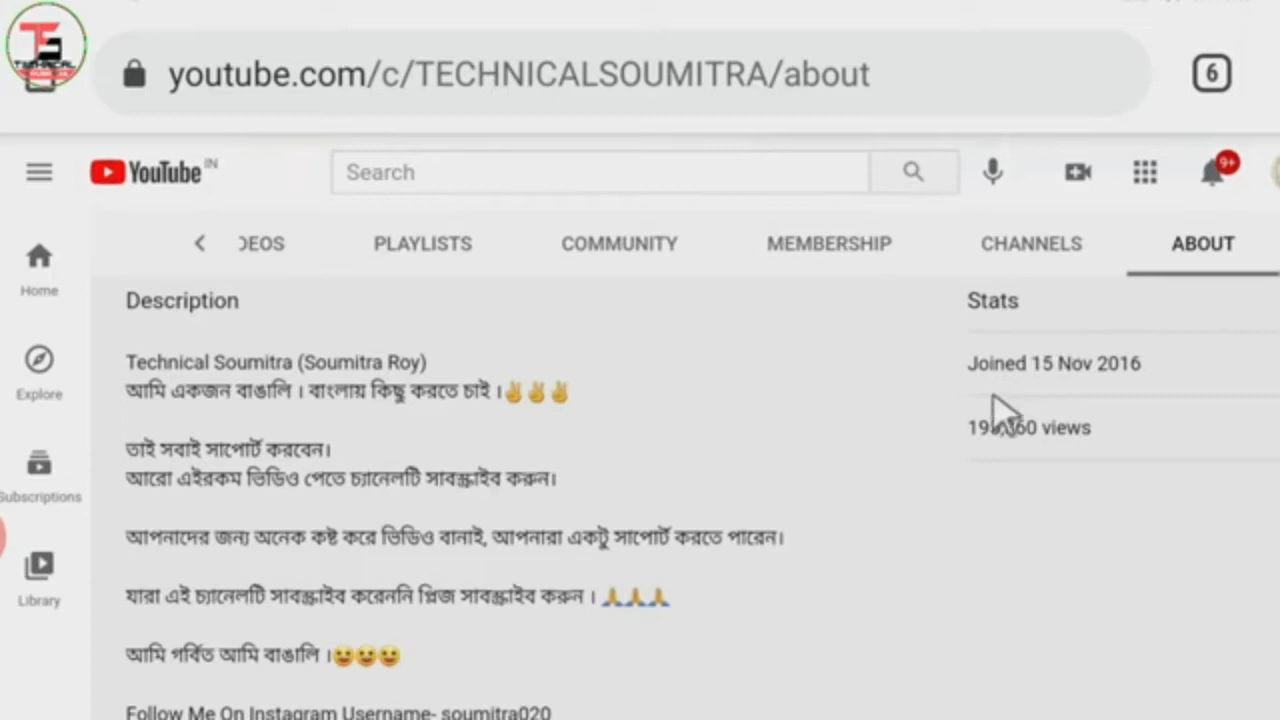 youtube.com/c/TECHNICALSOUMITRA/about
6
YouTube IN
Search
9+
DEOS PLAYLISTS COMMUNITY MEMBERSHIP CHANNELS ABOUT
Home
Explore
Subscriptions
Library
Description
Technical Soumitra (Soumitra Roy)
আমি একজন বাঙালি । বাংলায় কিছু করতে চাই ।✌✌✌
তাই সবাই সাপোর্ট করবেন।
আরো এইরকম ভিডিও পেতে চ্যানেলটি সাবস্ক্রাইব করুন।
আপনাদের জন্য অনেক কষ্ট করে ভিডিও বানাই, আপনারা একটু সাপোর্ট করতে পারেন।
যারা এই চ্যানেলটি সাবস্ক্রাইব করেননি প্লিজ সাবস্ক্রাইব করুন । 🙏🙏🙏
আমি গর্বিত আমি বাঙালি ।😀😀😀
Follow Me On Instagram Username- soumitra020
Stats
Joined 15 Nov 2016
views